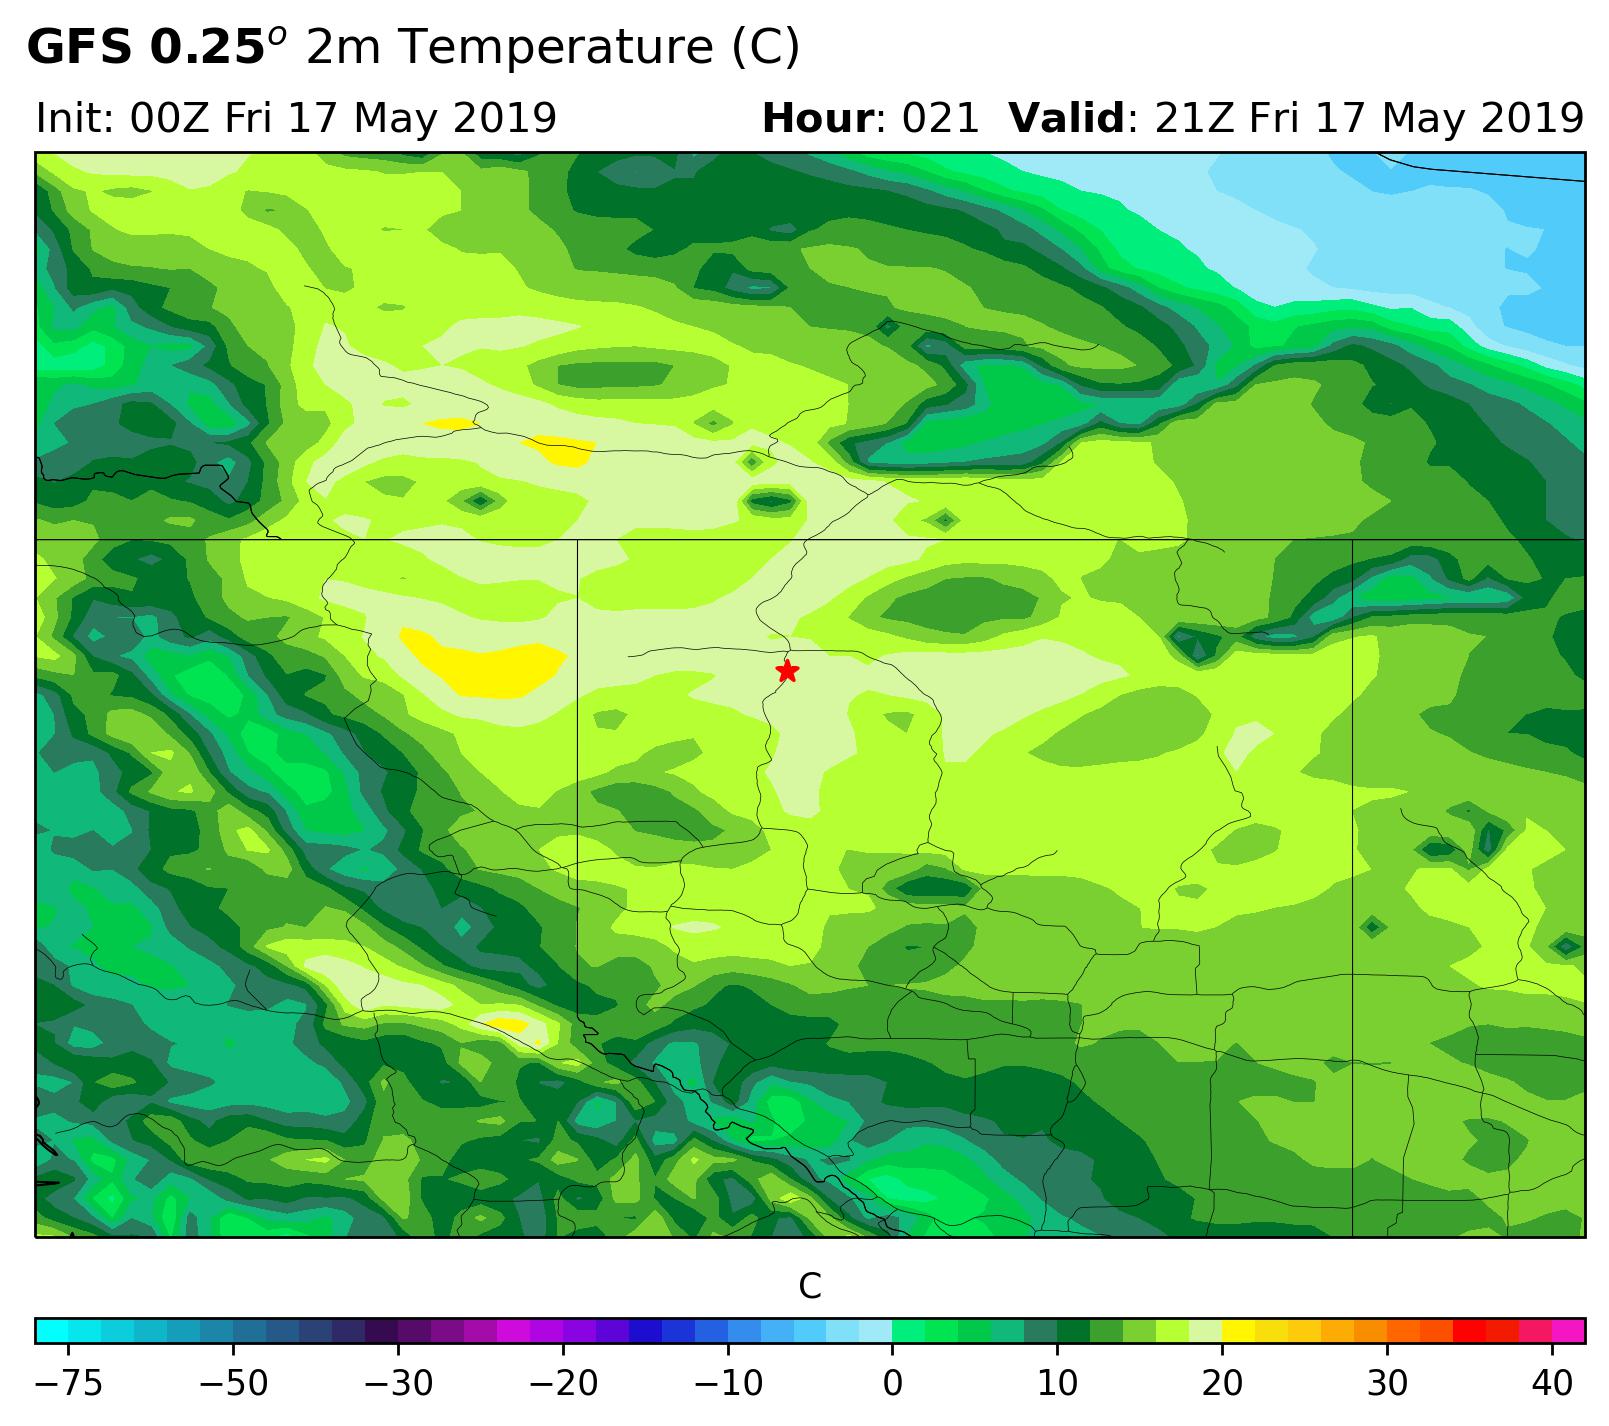 GFS 0.25° 2m Temperature (C)
Init: 00Z Fri 17 May 2019 Hour: 021 Valid: 21Z Fri 17 May 2019
C
−75 −50 −30 −20 −10 0 10 20 30 40